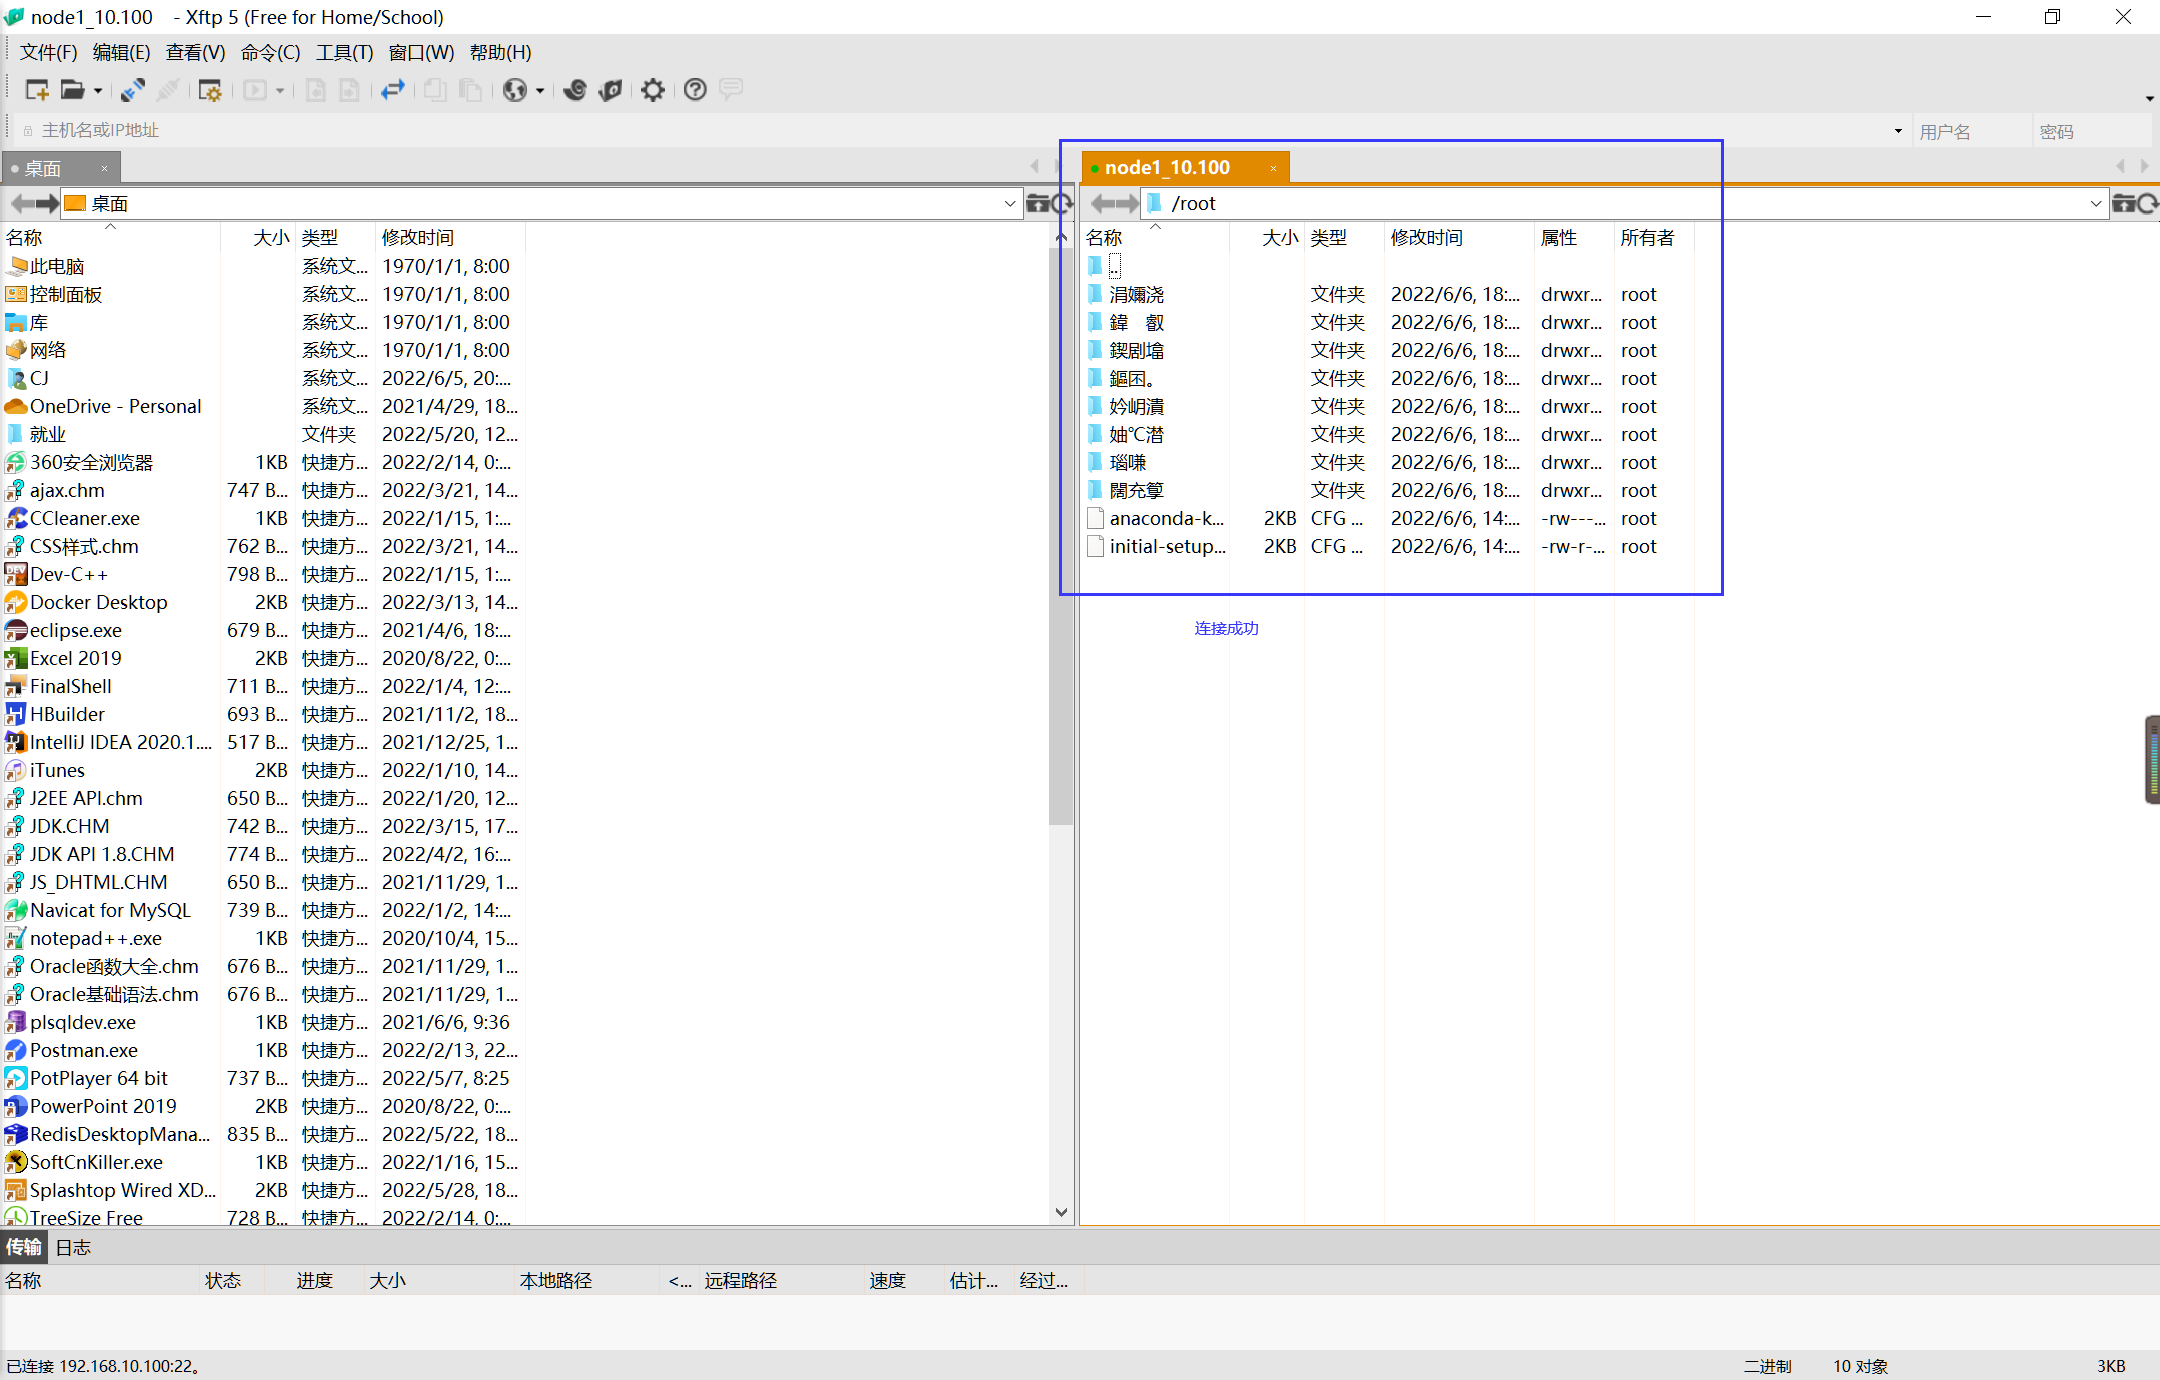 node1_10.100 - Xftp 5 (Free for Home/School)
文件(F) 编辑(E) 查看(V) 命令(C) 工具(T) 窗口(W) 帮助(H)
主机名或IP地址 用户名 密码
桌面
桌面
名称 大小 类型 修改时间
此电脑 系统文... 1970/1/1, 8:00
控制面板 系统文... 1970/1/1, 8:00
库 系统文... 1970/1/1, 8:00
网络 系统文... 1970/1/1, 8:00
CJ 系统文... 2022/6/5, 20:...
OneDrive - Personal 系统文... 2021/4/29, 18...
就业 文件夹 2022/5/20, 12...
360安全浏览器 1KB 快捷方... 2022/2/14, 0:...
ajax.chm 747 B... 快捷方... 2022/3/21, 14...
CCleaner.exe 1KB 快捷方... 2022/1/15, 1:...
CSS样式.chm 762 B... 快捷方... 2022/3/21, 14...
Dev-C++ 798 B... 快捷方... 2022/1/15, 1:...
Docker Desktop 2KB 快捷方... 2022/3/13, 14...
eclipse.exe 679 B... 快捷方... 2021/4/6, 18:...
Excel 2019 2KB 快捷方... 2020/8/22, 0:...
FinalShell 711 B... 快捷方... 2022/1/4, 12:...
HBuilder 693 B... 快捷方... 2021/11/2, 18...
IntelliJ IDEA 2020.1.... 517 B... 快捷方... 2021/12/25, 1...
iTunes 2KB 快捷方... 2022/1/10, 14...
J2EE API.chm 650 B... 快捷方... 2022/1/20, 12...
JDK.CHM 742 B... 快捷方... 2022/3/15, 17...
JDK API 1.8.CHM 774 B... 快捷方... 2022/4/2, 16:...
JS_DHTML.CHM 650 B... 快捷方... 2021/11/29, 1...
Navicat for MySQL 739 B... 快捷方... 2022/1/2, 14:...
notepad++.exe 1KB 快捷方... 2020/10/4, 15...
Oracle函数大全.chm 676 B... 快捷方... 2021/11/29, 1...
Oracle基础语法.chm 676 B... 快捷方... 2021/11/29, 1...
plsqldev.exe 1KB 快捷方... 2021/6/6, 9:36
Postman.exe 1KB 快捷方... 2022/2/13, 22...
PotPlayer 64 bit 737 B... 快捷方... 2022/5/7, 8:25
PowerPoint 2019 2KB 快捷方... 2020/8/22, 0:...
RedisDesktopMana... 835 B... 快捷方... 2022/5/22, 18...
SoftCnKiller.exe 1KB 快捷方... 2022/1/16, 15...
Splashtop Wired XD... 2KB 快捷方... 2022/5/28, 18...
TreeSize Free 728 B... 快捷方... 2022/2/14, 0:...
node1_10.100
/root
名称 大小 类型 修改时间 属性 所有者
..
涓嬭浇 文件夹 2022/6/6, 18:... drwxr... root
鍏 叡 文件夹 2022/6/6, 18:... drwxr... root
鍥剧墖 文件夹 2022/6/6, 18:... drwxr... root
文件夹 2022/6/6, 18:... drwxr... root
妗岄潰 文件夹 2022/6/6, 18:... drwxr... root
妯℃澘 文件夹 2022/6/6, 18:... drwxr... root
文件夹 2022/6/6, 18:... drwxr... root
文件夹 2022/6/6, 18:... drwxr... root
anaconda-k... 2KB CFG ... 2022/6/6, 14:... -rw---... root
initial-setup... 2KB CFG ... 2022/6/6, 14:... -rw-r-... root
连接成功
传输 日志
名称 状态 进度 大小 本地路径 <... 远程路径 速度 估计... 经过...
已连接 192.168.10.100:22。 二进制 10 对象 3KB